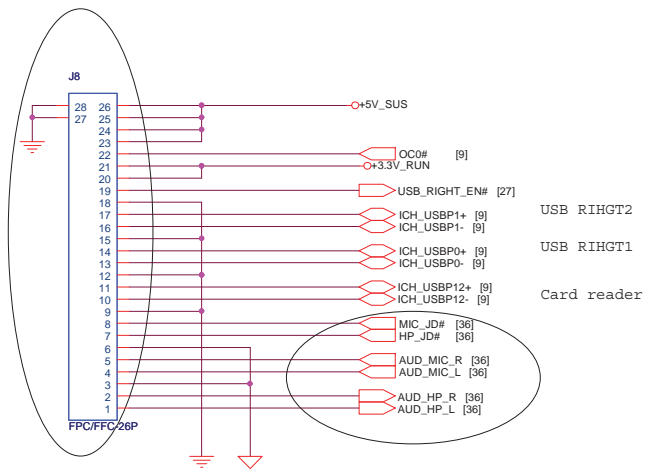 J8
28 26 +5V_SUS
27 25
24
23
22 OC0# [9]
21 +3.3V_RUN
20
19 USB_RIGHT_EN# [27]
18
17 ICH_USBP1+ [9] USB RIHGT2
16 ICH_USBP1- [9]
15
14 ICH_USBP0+ [9] USB RIHGT1
13 ICH_USBP0- [9]
12
11 ICH_USBP12+ [9]
10 ICH_USBP12- [9] Card reader
9
8 MIC_JD# [36]
7 HP_JD# [36]
6
5 AUD_MIC_R [36]
4 AUD_MIC_L [36]
3
2 AUD_HP_R [36]
1 AUD_HP_L [36]
FPC/FFC-26P